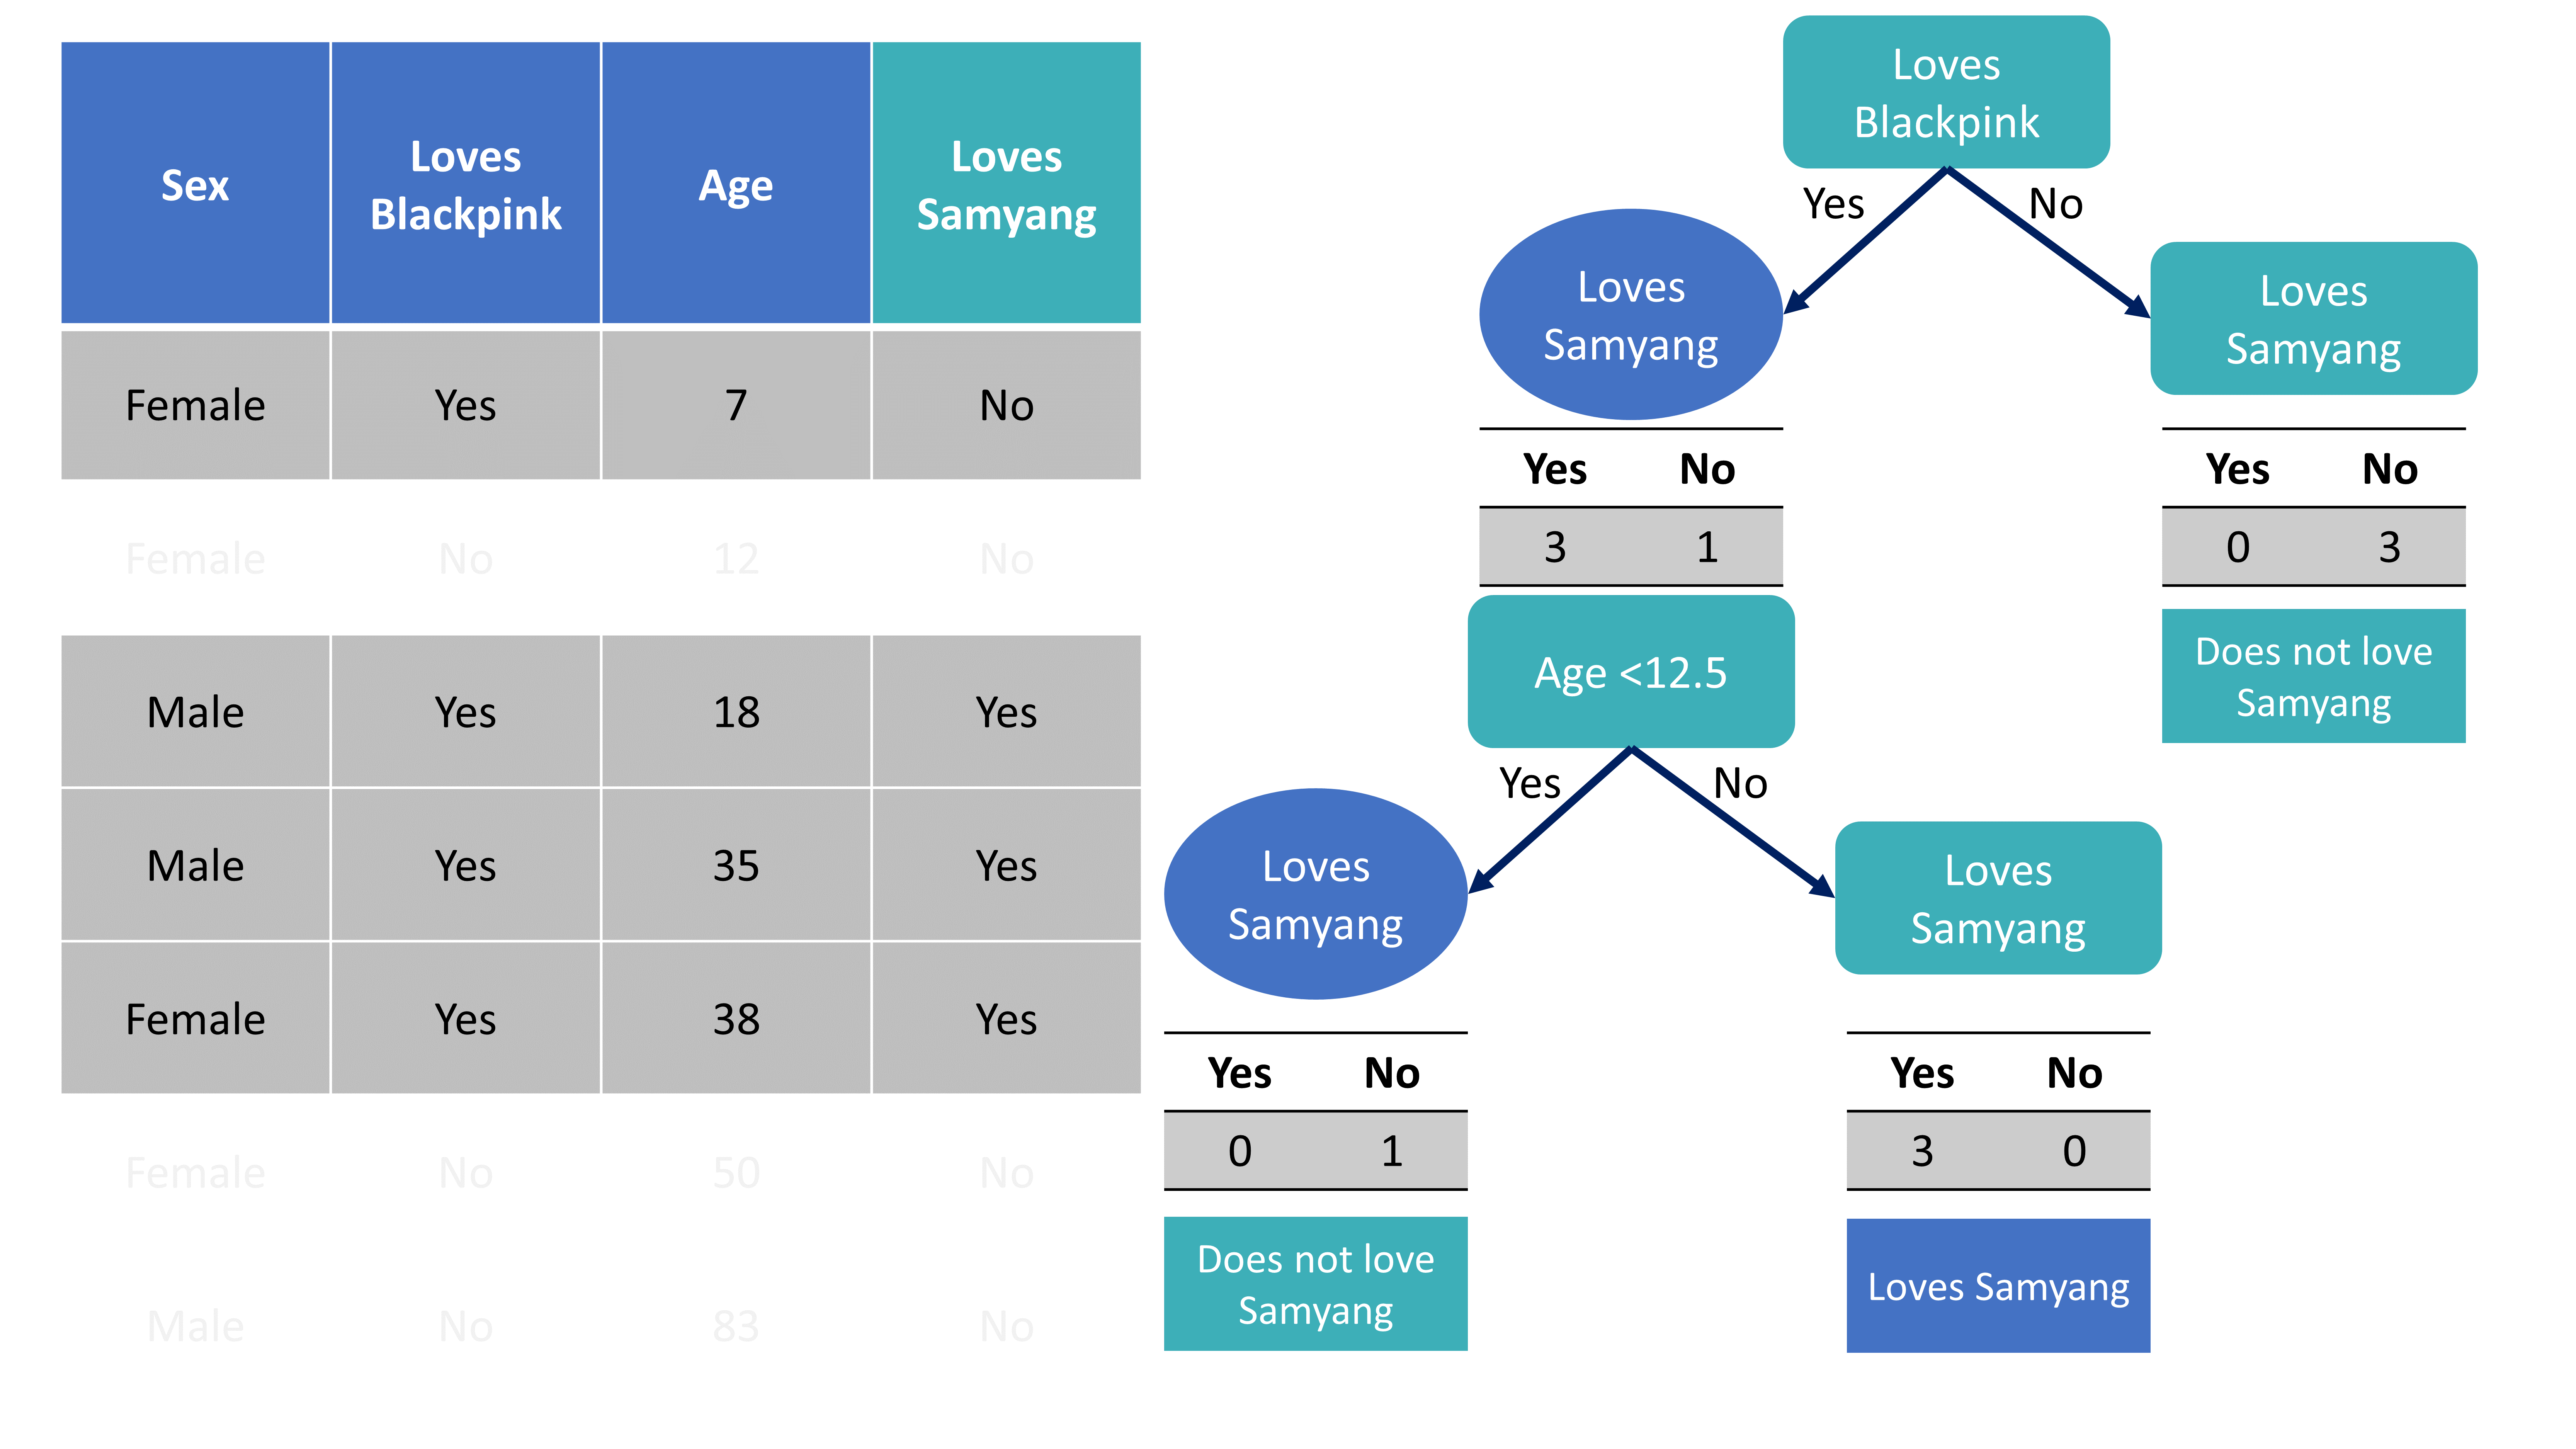 Sex
Loves
Blackpink
Age
Loves
Samyang
Female Yes 7 No
Female No 12 No
Male Yes 18 Yes
Male Yes 35 Yes
Female Yes 38 Yes
Female No 50 No
Male No 83 No
Loves
Blackpink
Yes No
Loves
Samyang
Yes No
3 1
Loves
Samyang
Yes No
0 3
Does not love
Samyang
Age <12.5
Yes No
Loves
Samyang
Yes No
0 1
Does not love
Samyang
Loves
Samyang
Yes No
3 0
Loves Samyang